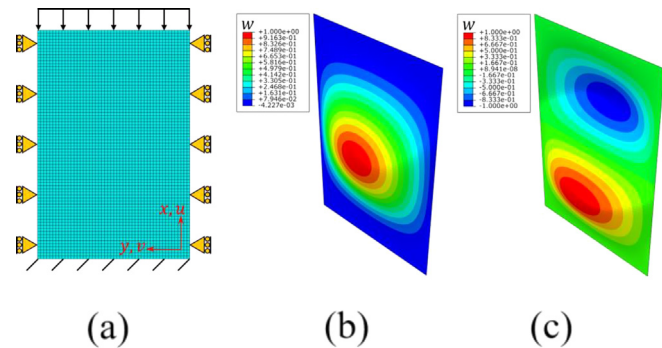 w
+1.000e+00
+9.163e-01
+8.326e-01
+7.489e-01
+6.653e-01
+5.816e-01
+4.979e-01
+4.142e-01
+3.305e-01
+2.468e-01
+1.631e-01
+7.946e-02
-4.227e-03
w
+1.000e+00
+8.333e-01
+6.667e-01
+5.000e-01
+3.333e-01
+1.667e-01
+8.941e-08
-1.667e-01
-3.333e-01
-5.000e-01
-6.667e-01
-8.333e-01
-1.000e+00
x, u
y, v
(a)
(b)
(c)